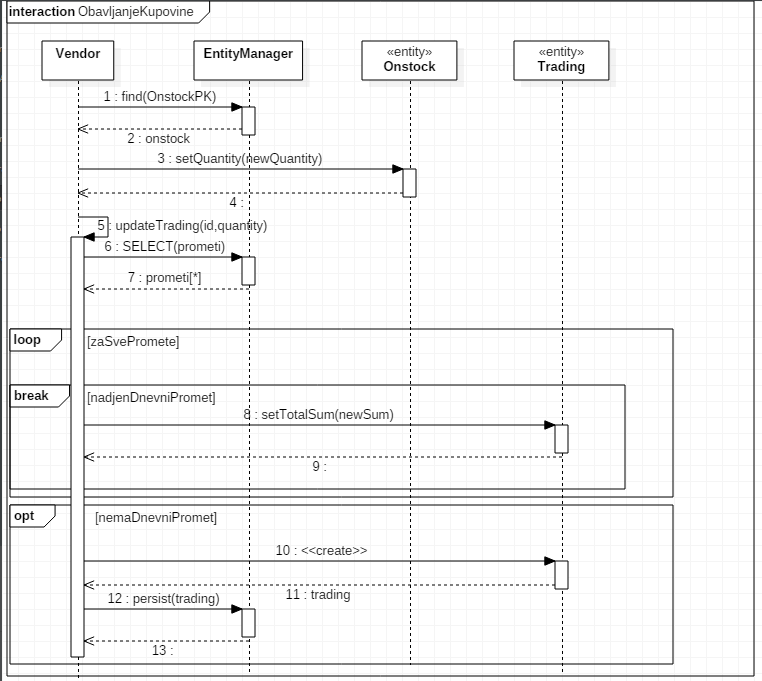 interaction ObavljanjeKupovine
Vendor
EntityManager
«entity»
Onstock
«entity»
Trading
1 : find(OnstockPK)
2 : onstock
3 : setQuantity(newQuantity)
4 :
5 : updateTrading(id,quantity)
6 : SELECT(prometi)
7 : prometi[*]
loop
[zaSvePromete]
break
[nadjenDnevniPromet]
8 : setTotalSum(newSum)
9 :
opt
[nemaDnevniPromet]
10 : <<create>>
11 : trading
12 : persist(trading)
13 :